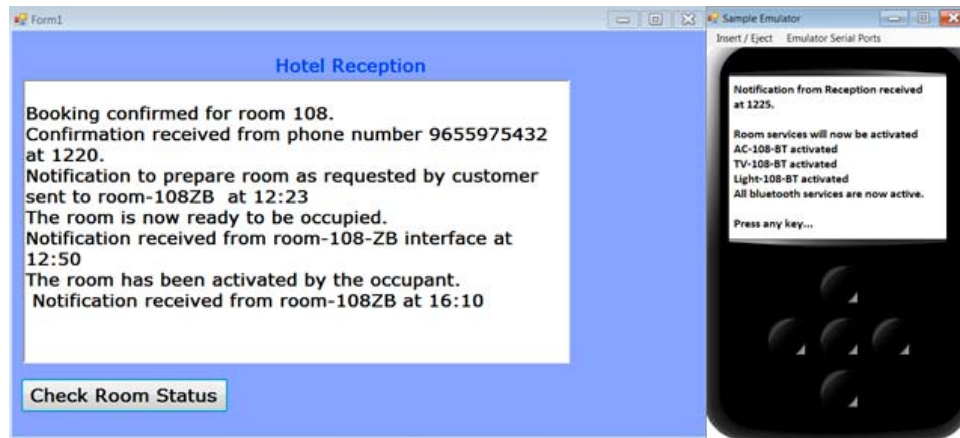 Form1
Hotel Reception
Booking confirmed for room 108.
Confirmation received from phone number 9655975432
at 1220.
Notification to prepare room as requested by customer
sent to room-108ZB  at 12:23
The room is now ready to be occupied.
Notification received from room-108-ZB interface at
12:50
The room has been activated by the occupant.
Notification received from room-108ZB at 16:10
Check Room Status
Sample Emulator
Insert / Eject Emulator Serial Ports
Notification from Reception received
at 1225.
Room services will now be activated
AC-108-BT activated
TV-108-BT activated
Light-108-BT activated
All bluetooth services are now active.
Press any key...